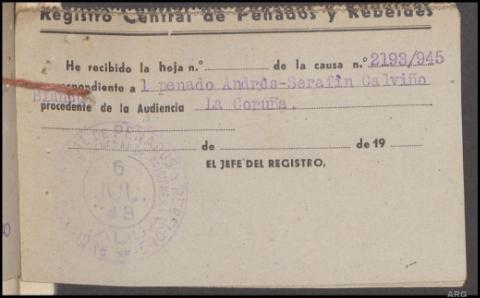 Registro Central de Penados y Rebeldes
He recibido la hoja n.º de la causa n.º 2193/945
spondiente a l penado Andrés-Serafín Calviño
Blanco
procedente de la Audiencia La Coruña.
de de 19
EL JEFE DEL REGISTRO,
6
JUL.
48
ARG